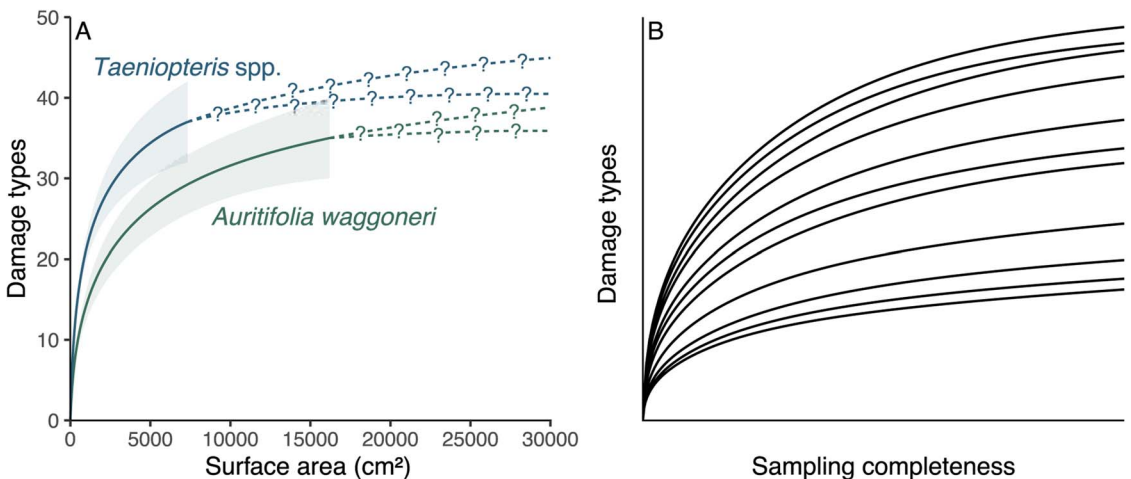 A
Taeniopteris spp.
Auritifolia waggoneri
? ? ? ? ? ? ?
? ? ? ? ? ? ? ? ?
? ? ? ? ?
? ? ? ? ?
Damage types
50
40
30
20
10
0
0 5000 10000 15000 20000 25000 30000
Surface area (cm²)
B
Damage types
Sampling completeness